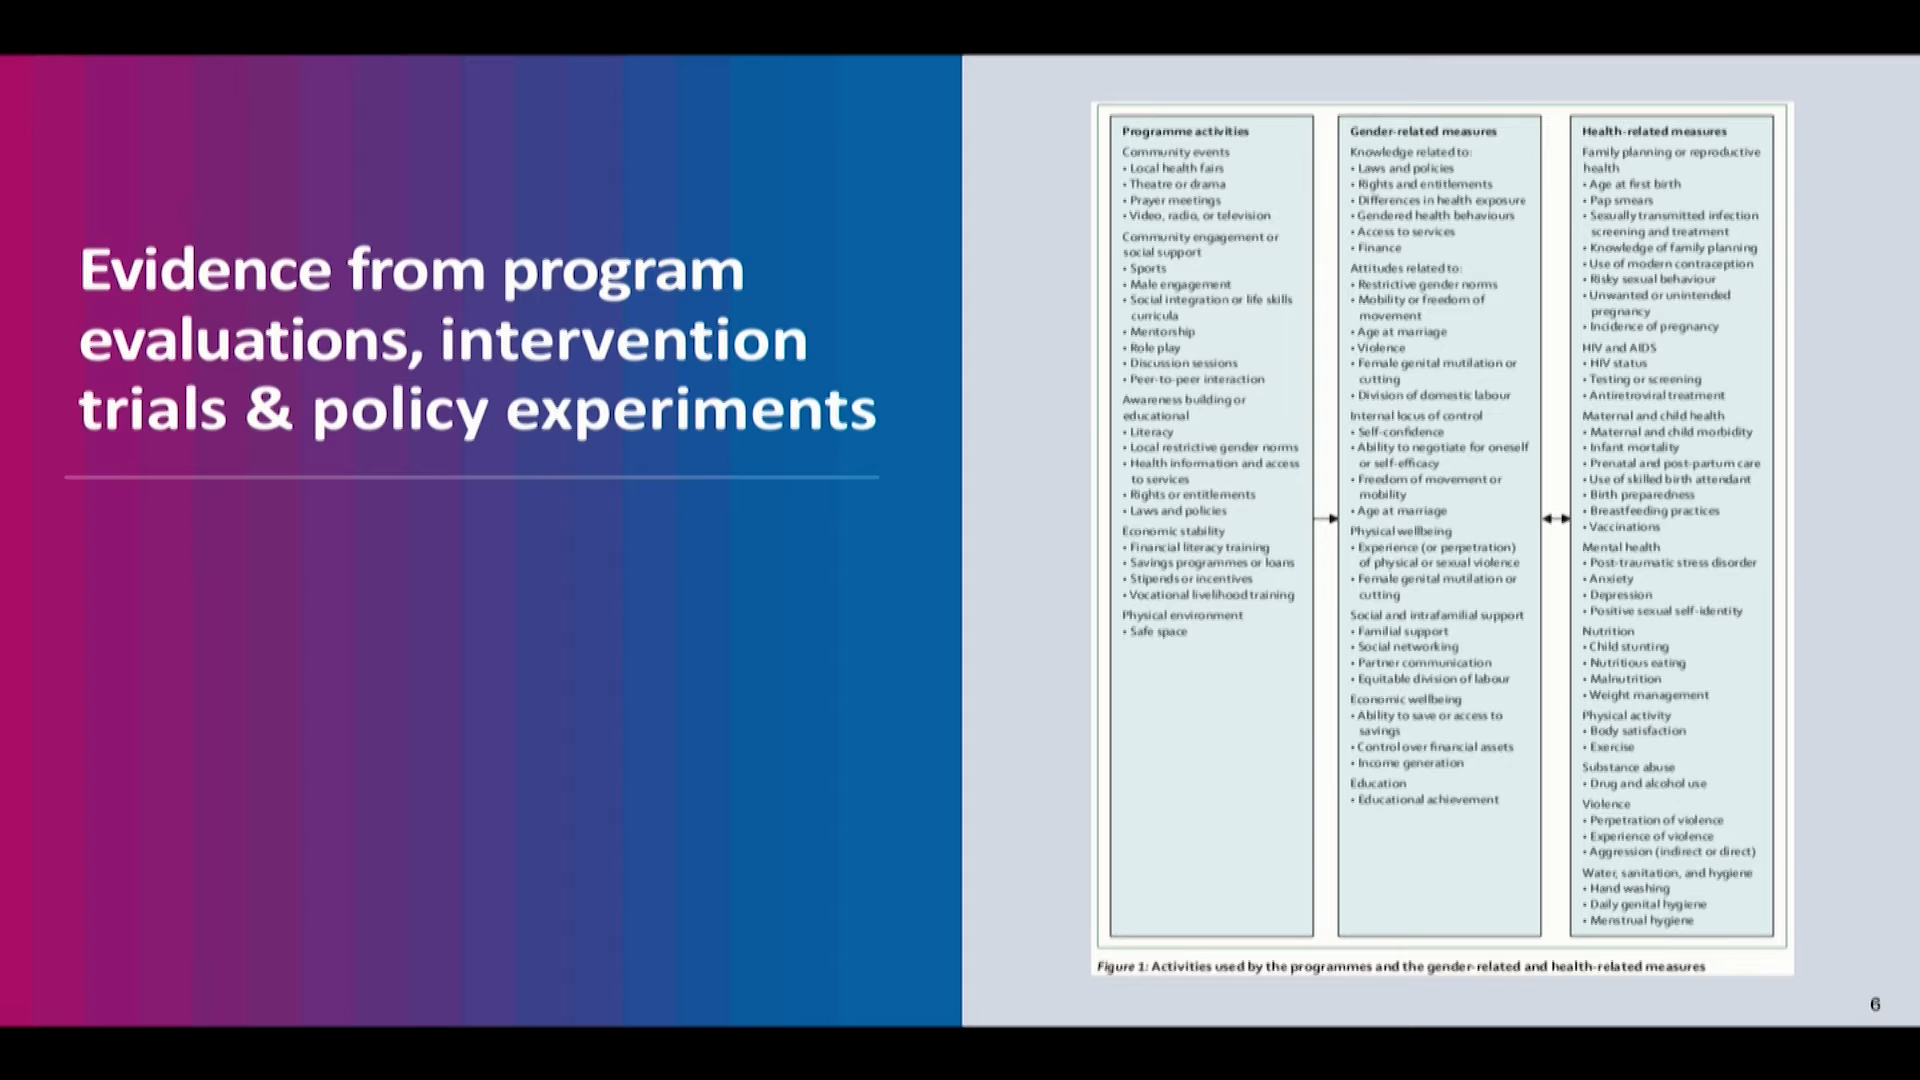 Evidence from program
evaluations, intervention
trials & policy experiments
Programme activities
Community events
• Local health fairs
• Theatre or drama
• Prayer meetings
• Video, radio, or television
Community engagement or
social support
• Sports
• Male engagement
• Social integration or life skills
curricula
• Mentorship
• Role play
• Discussion sessions
• Peer-to-peer interaction
Awareness building or
educational
• Literacy
• Local restrictive gender norms
• Health information and access
to services
• Rights or entitlements
• Laws and policies
Economic stability
• Financial literacy training
• Savings programmes or loans
• Stipends or incentives
• Vocational livelihood training
Physical environment
• Safe space
Gender-related measures
Knowledge related to:
• Laws and policies
• Rights and entitlements
• Differences in health exposure
• Gendered health behaviours
• Access to services
• Finance
Attitudes related to:
• Restrictive gender norms
• Mobility or freedom of
movement
• Age at marriage
• Violence
• Female genital mutilation or
cutting
• Division of domestic labour
Internal locus of control
• Self-confidence
• Ability to negotiate for oneself
or self-efficacy
• Freedom of movement or
mobility
• Age at marriage
Physical wellbeing
• Experience (or perpetration)
of physical or sexual violence
• Female genital mutilation or
cutting
Social and intrafamilial support
• Familial support
• Social networking
• Partner communication
• Equitable division of labour
Economic wellbeing
• Ability to save or access to
savings
• Control over financial assets
• Income generation
Education
• Educational achievement
Health-related measures
Family planning or reproductive
health
• Age at first birth
• Pap smears
• Sexually transmitted infection
screening and treatment
• Knowledge of family planning
• Use of modern contraception
• Risky sexual behaviour
• Unwanted or unintended
pregnancy
• Incidence of pregnancy
HIV and AIDS
• HIV status
• Testing or screening
• Antiretroviral treatment
Maternal and child health
• Maternal and child morbidity
• Infant mortality
• Prenatal and post-partum care
• Use of skilled birth attendant
• Birth preparedness
• Breastfeeding practices
• Vaccinations
Mental health
• Post-traumatic stress disorder
• Anxiety
• Depression
• Positive sexual self-identity
Nutrition
• Child stunting
• Nutritious eating
• Malnutrition
• Weight management
Physical activity
• Body satisfaction
• Exercise
Substance abuse
• Drug and alcohol use
Violence
• Perpetration of violence
• Experience of violence
• Aggression (indirect or direct)
Water, sanitation, and hygiene
• Hand washing
• Daily genital hygiene
• Menstrual hygiene
Figure 1: Activities used by the programmes and the gender-related and health-related measures
6